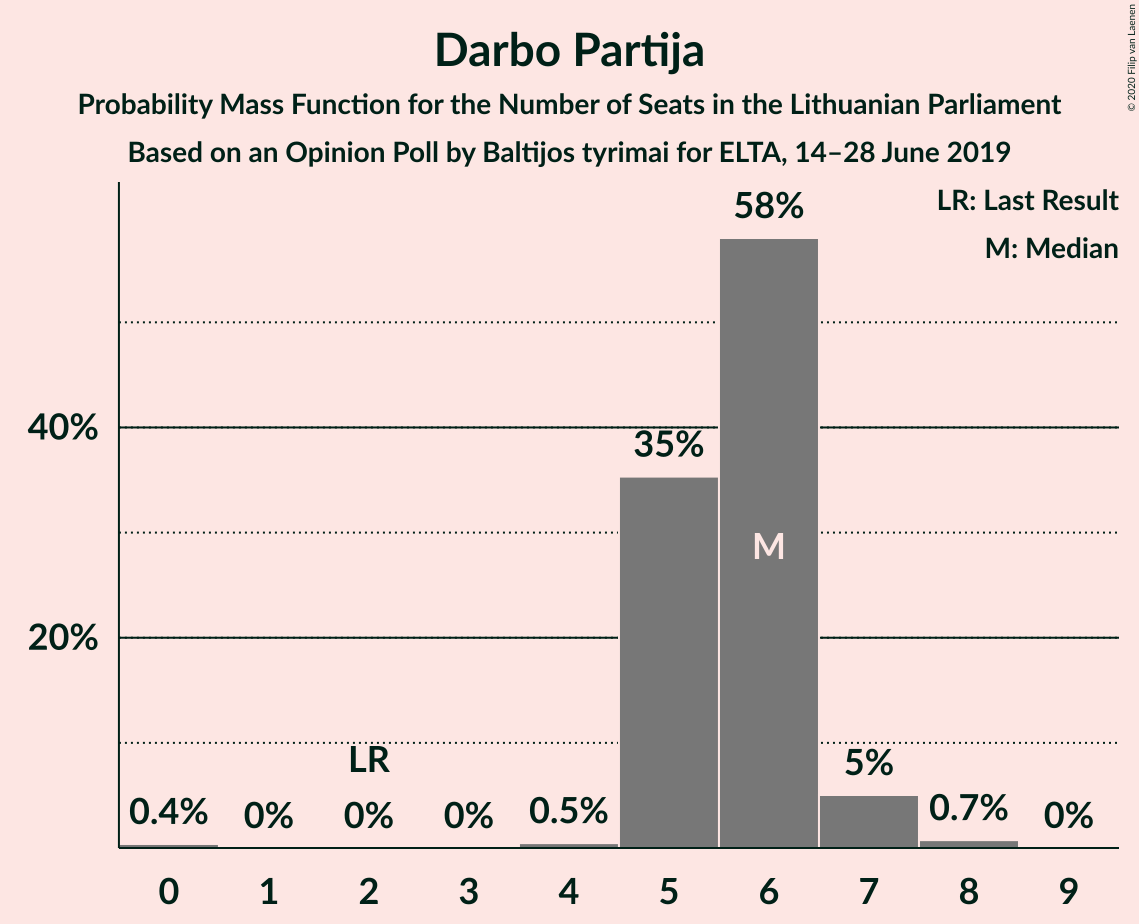 Darbo Partija
Probability Mass Function for the Number of Seats in the Lithuanian Parliament
Based on an Opinion Poll by Baltijos tyrimai for ELTA, 14–28 June 2019
© 2020 Filip van Laenen
LR: Last Result
M: Median
58%
40%
35%
M
20%
LR
5%
0.4% 0% 0% 0% 0.5% 0.7% 0%
0 1 2 3 4 5 6 7 8 9